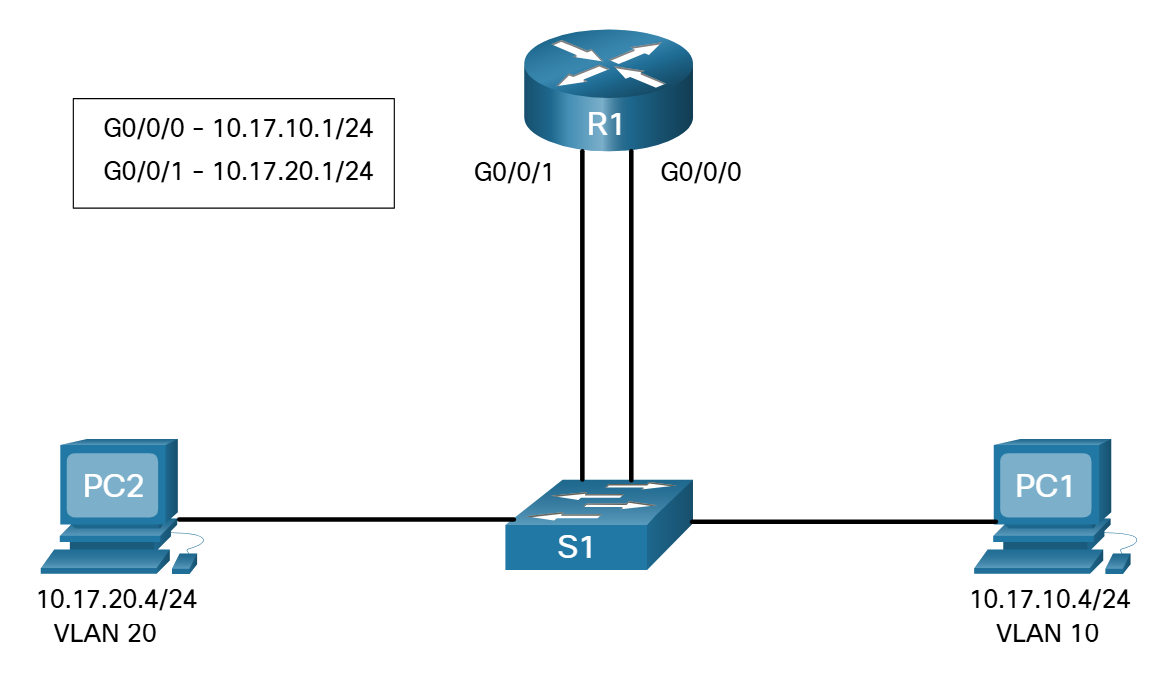 R1
G0/0/0 – 10.17.10.1/24
G0/0/1 – 10.17.20.1/24
G0/0/1
G0/0/0
PC2
PC1
S1
10.17.20.4/24
VLAN 20
10.17.10.4/24
VLAN 10